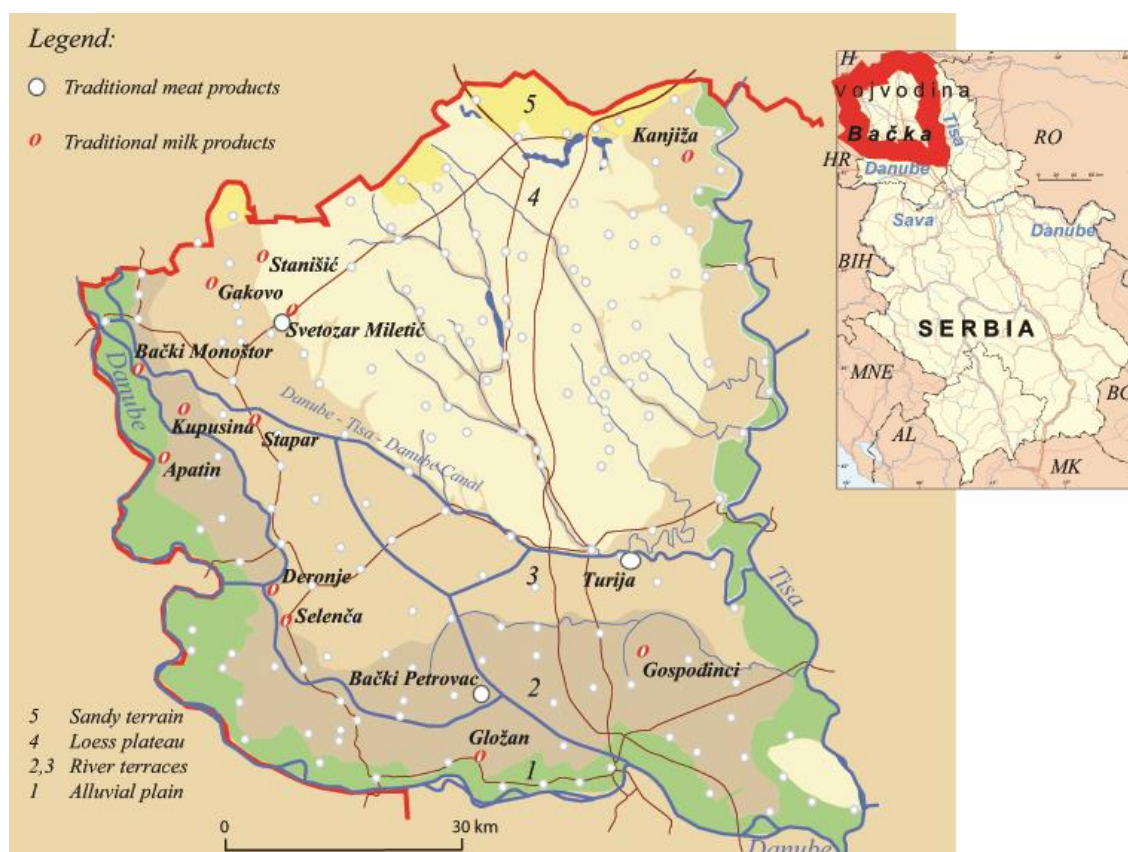 Legend:
Traditional meat products
Traditional milk products
5
Kanjiža
4
Stanišić
Gakovo
Svetozar Miletič
Bački Monoštor
Danube
Kupusina
Stapar
Danube - Tisa - Danube Canal
Apatin
3
Turija
Deronje
Tisa
Selenča
Gospođinci
Bački Petrovac
2
Gložan
1
5 Sandy terrain
4 Loess plateau
2,3 River terraces
1 Alluvial plain
0 30 km
Danube
H
vojvodina
Bačka
Tisa
RO
HR
Danube
Sava
Danube
BIH
SERBIA
MNE
BG
AL
MK